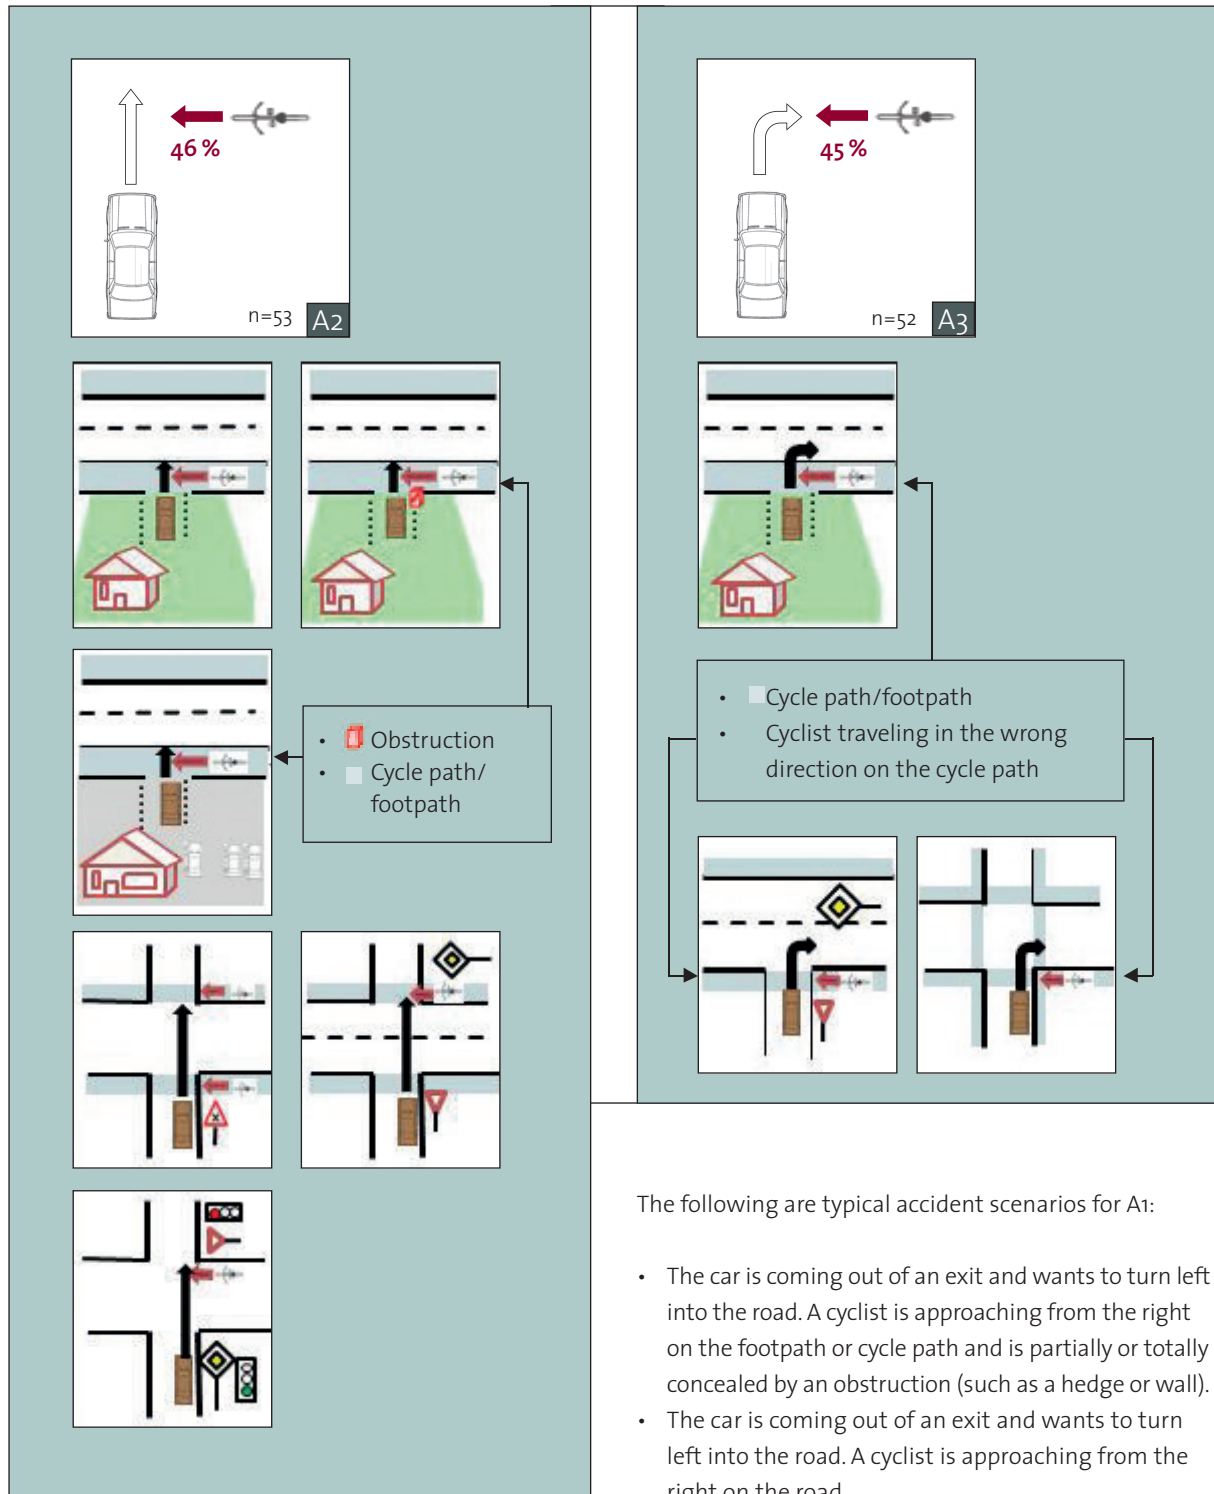 46 %
n=53 A2
45 %
n=52 A3
• Obstruction
• Cycle path/
footpath
• Cycle path/footpath
• Cyclist traveling in the wrong
direction on the cycle path
The following are typical accident scenarios for A1:
• The car is coming out of an exit and wants to turn left
into the road. A cyclist is approaching from the right
on the footpath or cycle path and is partially or totally
concealed by an obstruction (such as a hedge or wall).
• The car is coming out of an exit and wants to turn
left into the road. A cyclist is approaching from the
right on the road.